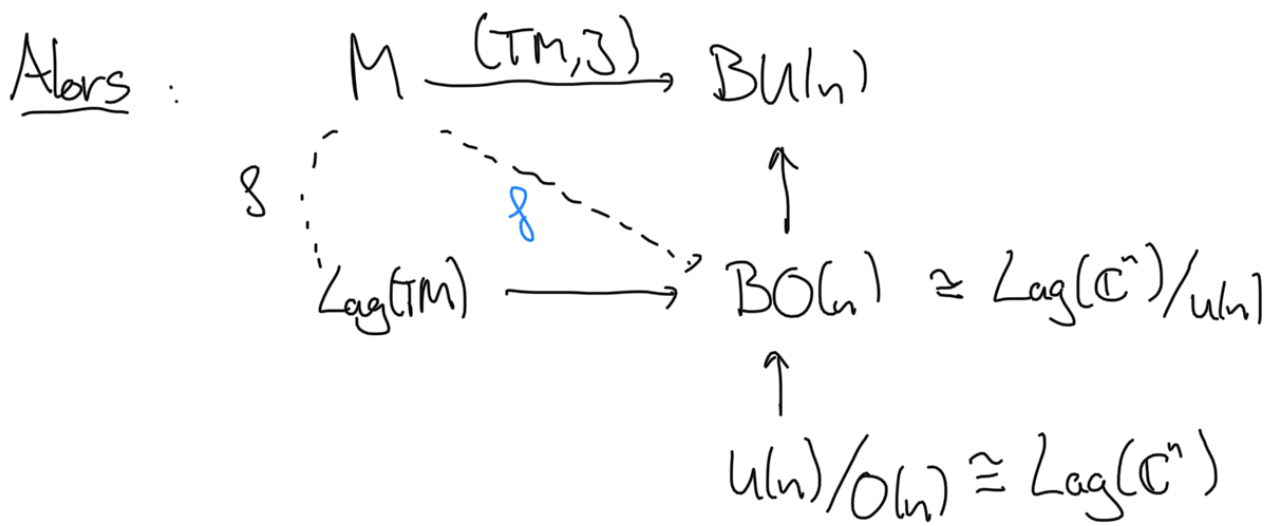 Alors : M (TM,J) BU(n)
g
f
Lag(TM) BO(n) ≃ Lag(ℂⁿ)/U(n)
U(n)/O(n) ≅ Lag(ℂⁿ)